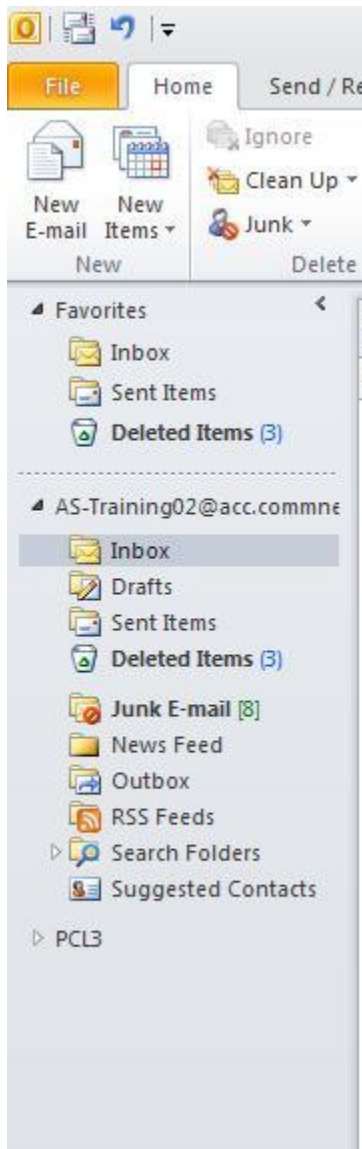 File Home Send / Re
Ignore
Clean Up
New New
E-mail Items
Junk
New Delete
Favorites
Inbox
Sent Items
Deleted Items (3)
AS-Training02@acc.commne
Inbox
Drafts
Sent Items
Deleted Items (3)
Junk E-mail [8]
News Feed
Outbox
RSS Feeds
Search Folders
Suggested Contacts
PCL3